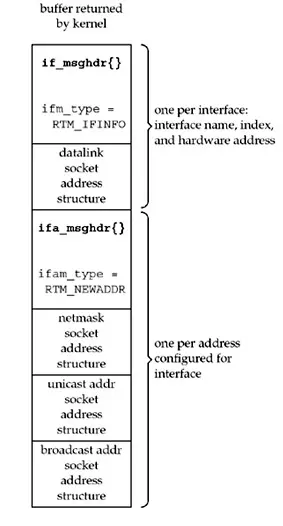 buffer returned
by kernel
if_msghdr{}
ifm_type =
RTM_IFINFO
one per interface:
interface name, index,
and hardware address
datalink
socket
address
structure
ifa_msghdr{}
ifam_type =
RTM_NEWADDR
netmask
socket
address
structure
one per address
configured for
interface
unicast addr
socket
address
structure
broadcast addr
socket
address
structure